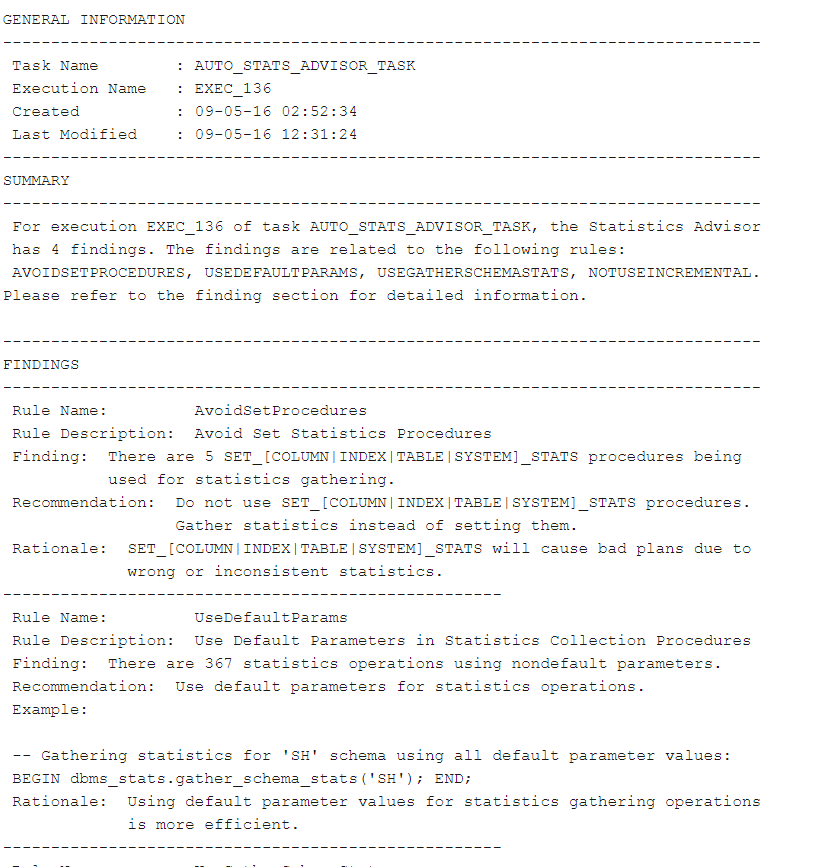 GENERAL INFORMATION
-------------------------------------------------------------------------------
Task Name : AUTO_STATS_ADVISOR_TASK
Execution Name : EXEC_136
Created : 09-05-16 02:52:34
Last Modified : 09-05-16 12:31:24
-------------------------------------------------------------------------------
SUMMARY
-------------------------------------------------------------------------------
For execution EXEC_136 of task AUTO_STATS_ADVISOR_TASK, the Statistics Advisor
has 4 findings. The findings are related to the following rules:
AVOIDSETPROCEDURES, USEDEFAULTPARAMS, USEGATHERSCHEMASTATS, NOTUSEINCREMENTAL.
Please refer to the finding section for detailed information.
-------------------------------------------------------------------------------
FINDINGS
-------------------------------------------------------------------------------
Rule Name: AvoidSetProcedures
Rule Description: Avoid Set Statistics Procedures
Finding: There are 5 SET_[COLUMN|INDEX|TABLE|SYSTEM]_STATS procedures being
used for statistics gathering.
Recommendation: Do not use SET_[COLUMN|INDEX|TABLE|SYSTEM]_STATS procedures.
Gather statistics instead of setting them.
Rationale: SET_[COLUMN|INDEX|TABLE|SYSTEM]_STATS will cause bad plans due to
wrong or inconsistent statistics.
----------------------------------------------------
Rule Name: UseDefaultParams
Rule Description: Use Default Parameters in Statistics Collection Procedures
Finding: There are 367 statistics operations using nondefault parameters.
Recommendation: Use default parameters for statistics operations.
Example:
-- Gathering statistics for 'SH' schema using all default parameter values:
BEGIN dbms_stats.gather_schema_stats('SH'); END;
Rationale: Using default parameter values for statistics gathering operations
is more efficient.
----------------------------------------------------